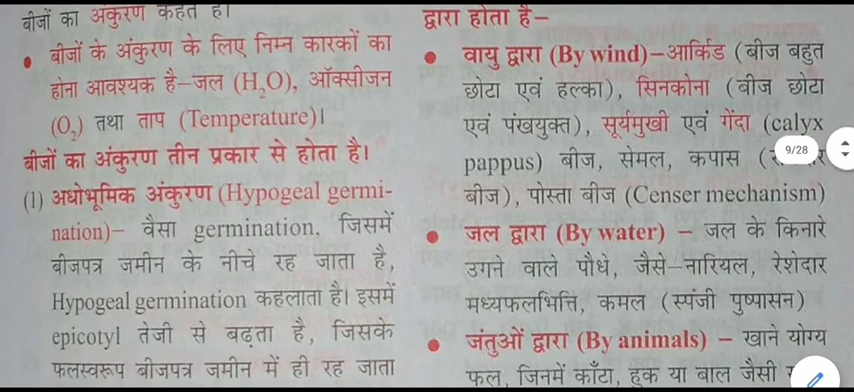 बीजों का अंकुरण कहते हैं।
• बीजों के अंकुरण के लिए निम्न कारकों का
होना आवश्यक है–जल (H₂O), ऑक्सीजन
(O₂) तथा ताप (Temperature)।
बीजों का अंकुरण तीन प्रकार से होता है।
(1) अधोभूमिक अंकुरण (Hypogeal germi-
nation)– वैसा germination, जिसमें
बीजपत्र जमीन के नीचे रह जाता है,
Hypogeal germination कहलाता है। इसमें
epicotyl तेजी से बढ़ता है, जिसके
फलस्वरूप बीजपत्र जमीन में ही रह जाता
द्वारा होता है–
• वायु द्वारा (By wind)–आर्किड (बीज बहुत
छोटा एवं हल्का), सिनकोना (बीज छोटा
एवं पंखयुक्त), सूर्यमुखी एवं गेंदा (calyx
pappus) बीज, सेमल, कपास (
बीज), पोस्ता बीज (Censer mechanism)
• जल द्वारा (By water) – जल के किनारे
उगने वाले पौधे, जैसे–नारियल, रेशेदार
मध्यफलभित्ति, कमल (स्पंजी पुष्पासन)
• जंतुओं द्वारा (By animals) – खाने योग्य
फल, जिनमें काँटा, हुक या बाल जैसी
9/28